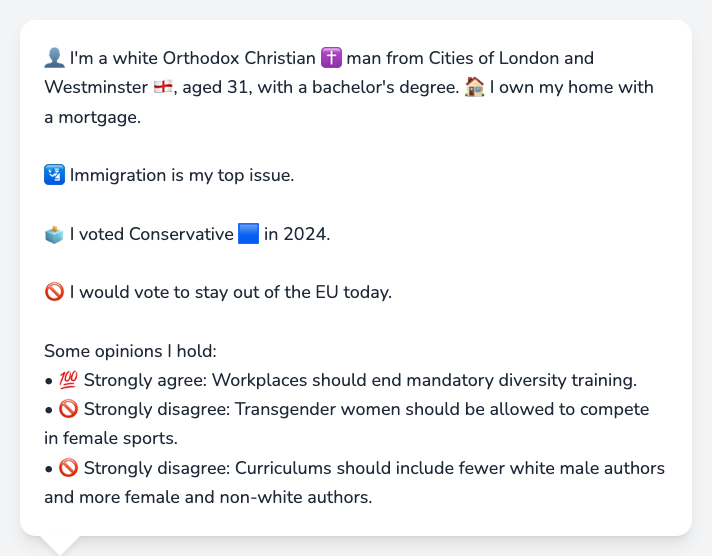 👤 I'm a white Orthodox Christian ✝️ man from Cities of London and
Westminster 🏴󠁧󠁢󠁥󠁮󠁧󠁿, aged 31, with a bachelor's degree. 🏠 I own my home with
a mortgage.
🛂 Immigration is my top issue.
🗳️ I voted Conservative 🟦 in 2024.
🚫 I would vote to stay out of the EU today.
Some opinions I hold:
• 💯 Strongly agree: Workplaces should end mandatory diversity training.
• 🚫 Strongly disagree: Transgender women should be allowed to compete
in female sports.
• 🚫 Strongly disagree: Curriculums should include fewer white male authors
and more female and non-white authors.